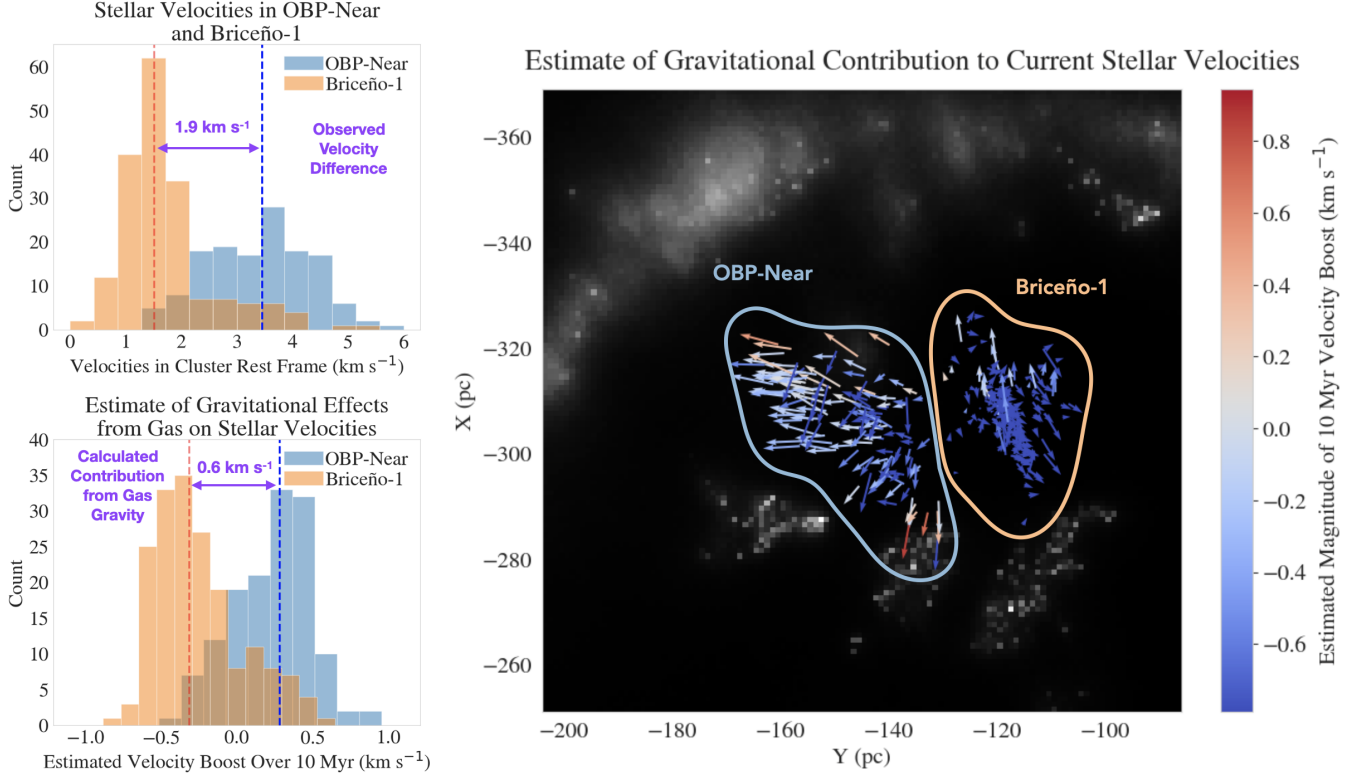 Stellar Velocities in OBP-Near
and Briceño-1
OBP-Near
Briceño-1
1.9 km s⁻¹
Observed
Velocity
Difference
Count
60
50
40
30
20
10
0
0 1 2 3 4 5 6
Velocities in Cluster Rest Frame (km s⁻¹)
Estimate of Gravitational Effects
from Gas on Stellar Velocities
Calculated
Contribution
from Gas
Gravity
0.6 km s⁻¹
OBP-Near
Briceño-1
Count
40
35
30
25
20
15
10
5
0
−1.0 −0.5 0.0 0.5 1.0
Estimated Velocity Boost Over 10 Myr (km s⁻¹)
Estimate of Gravitational Contribution to Current Stellar Velocities
OBP-Near
Briceño-1
X (pc)
−360
−340
−320
−300
−280
−260
−200 −180 −160 −140 −120 −100
Y (pc)
0.8
0.6
0.4
0.2
0.0
−0.2
−0.4
−0.6
Estimated Magnitude of 10 Myr Velocity Boost (km s⁻¹)